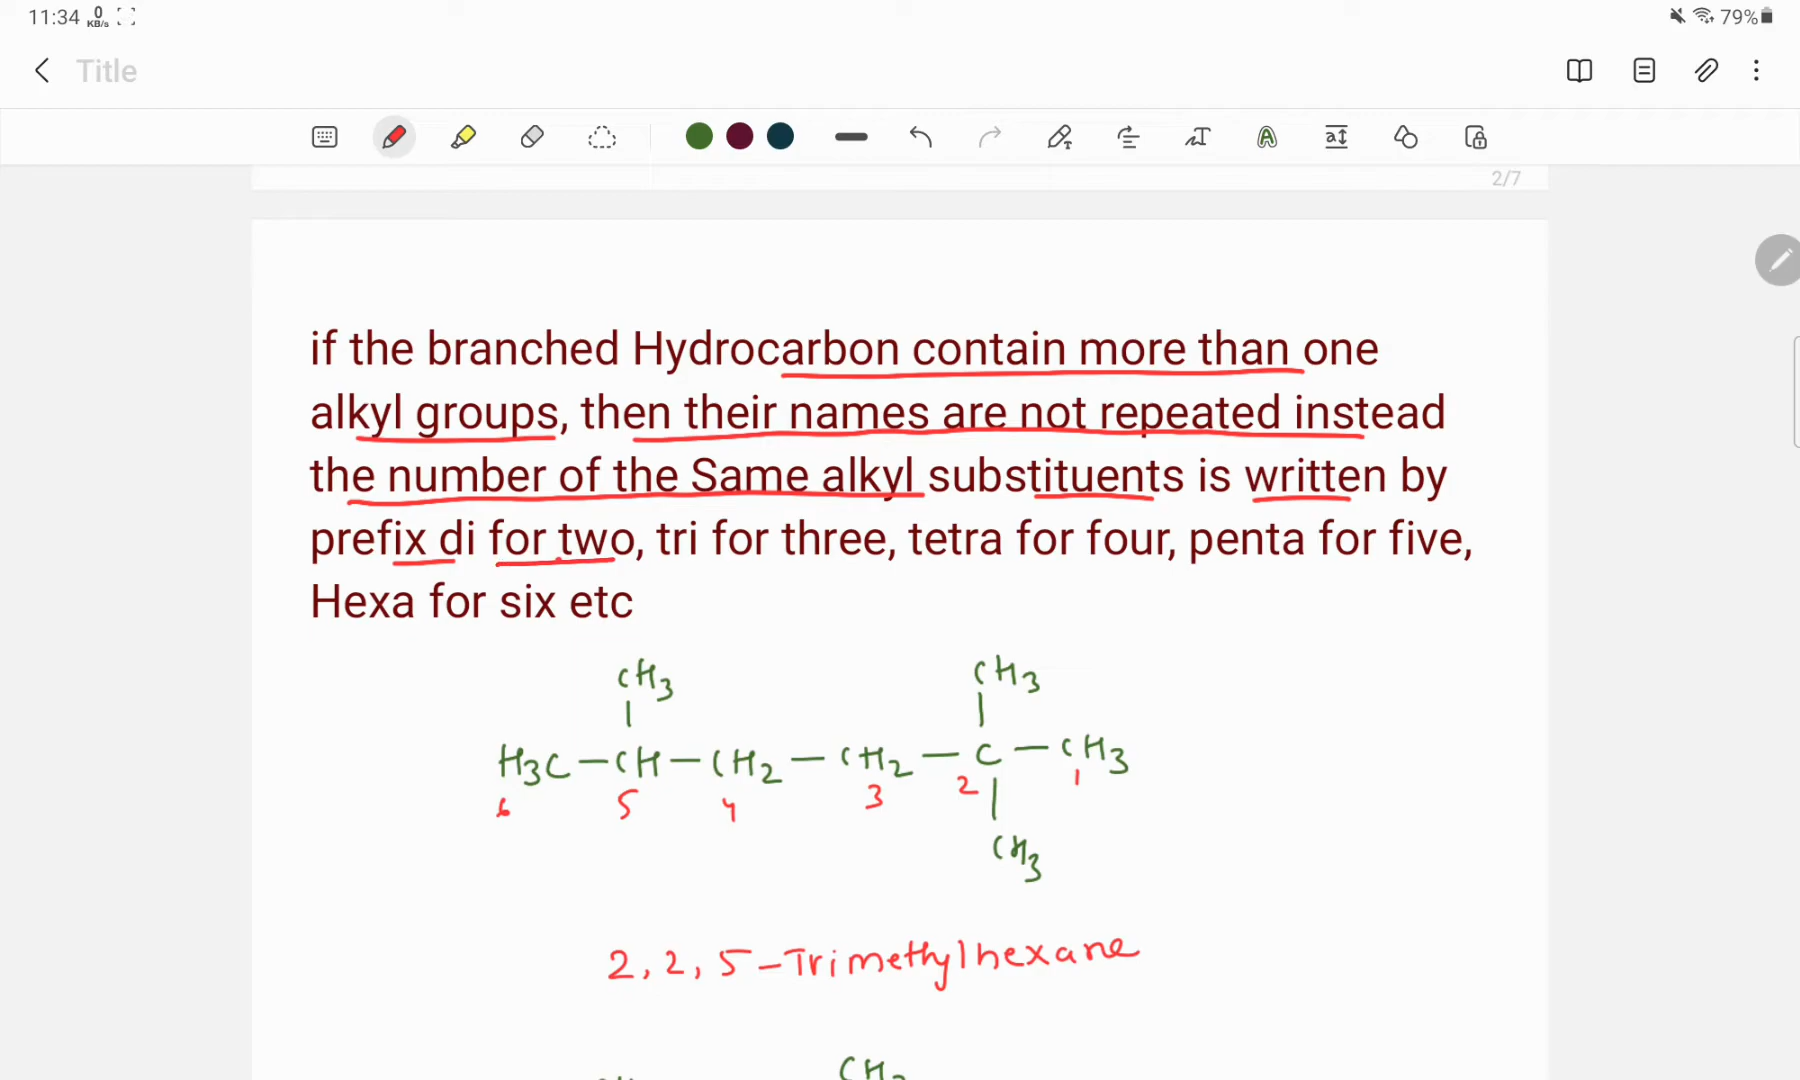 11:34 0 KB/s 79%
Title
2/7
if the branched Hydrocarbon contain more than one
alkyl groups, then their names are not repeated instead
the number of the Same alkyl substituents is written by
prefix di for two, tri for three, tetra for four, penta for five,
Hexa for six etc
CH3 CH3
H3C - CH - CH2 - CH2 - C - CH3
6 5 4 3 2 1
CH3
2, 2, 5 - Trimethylhexane